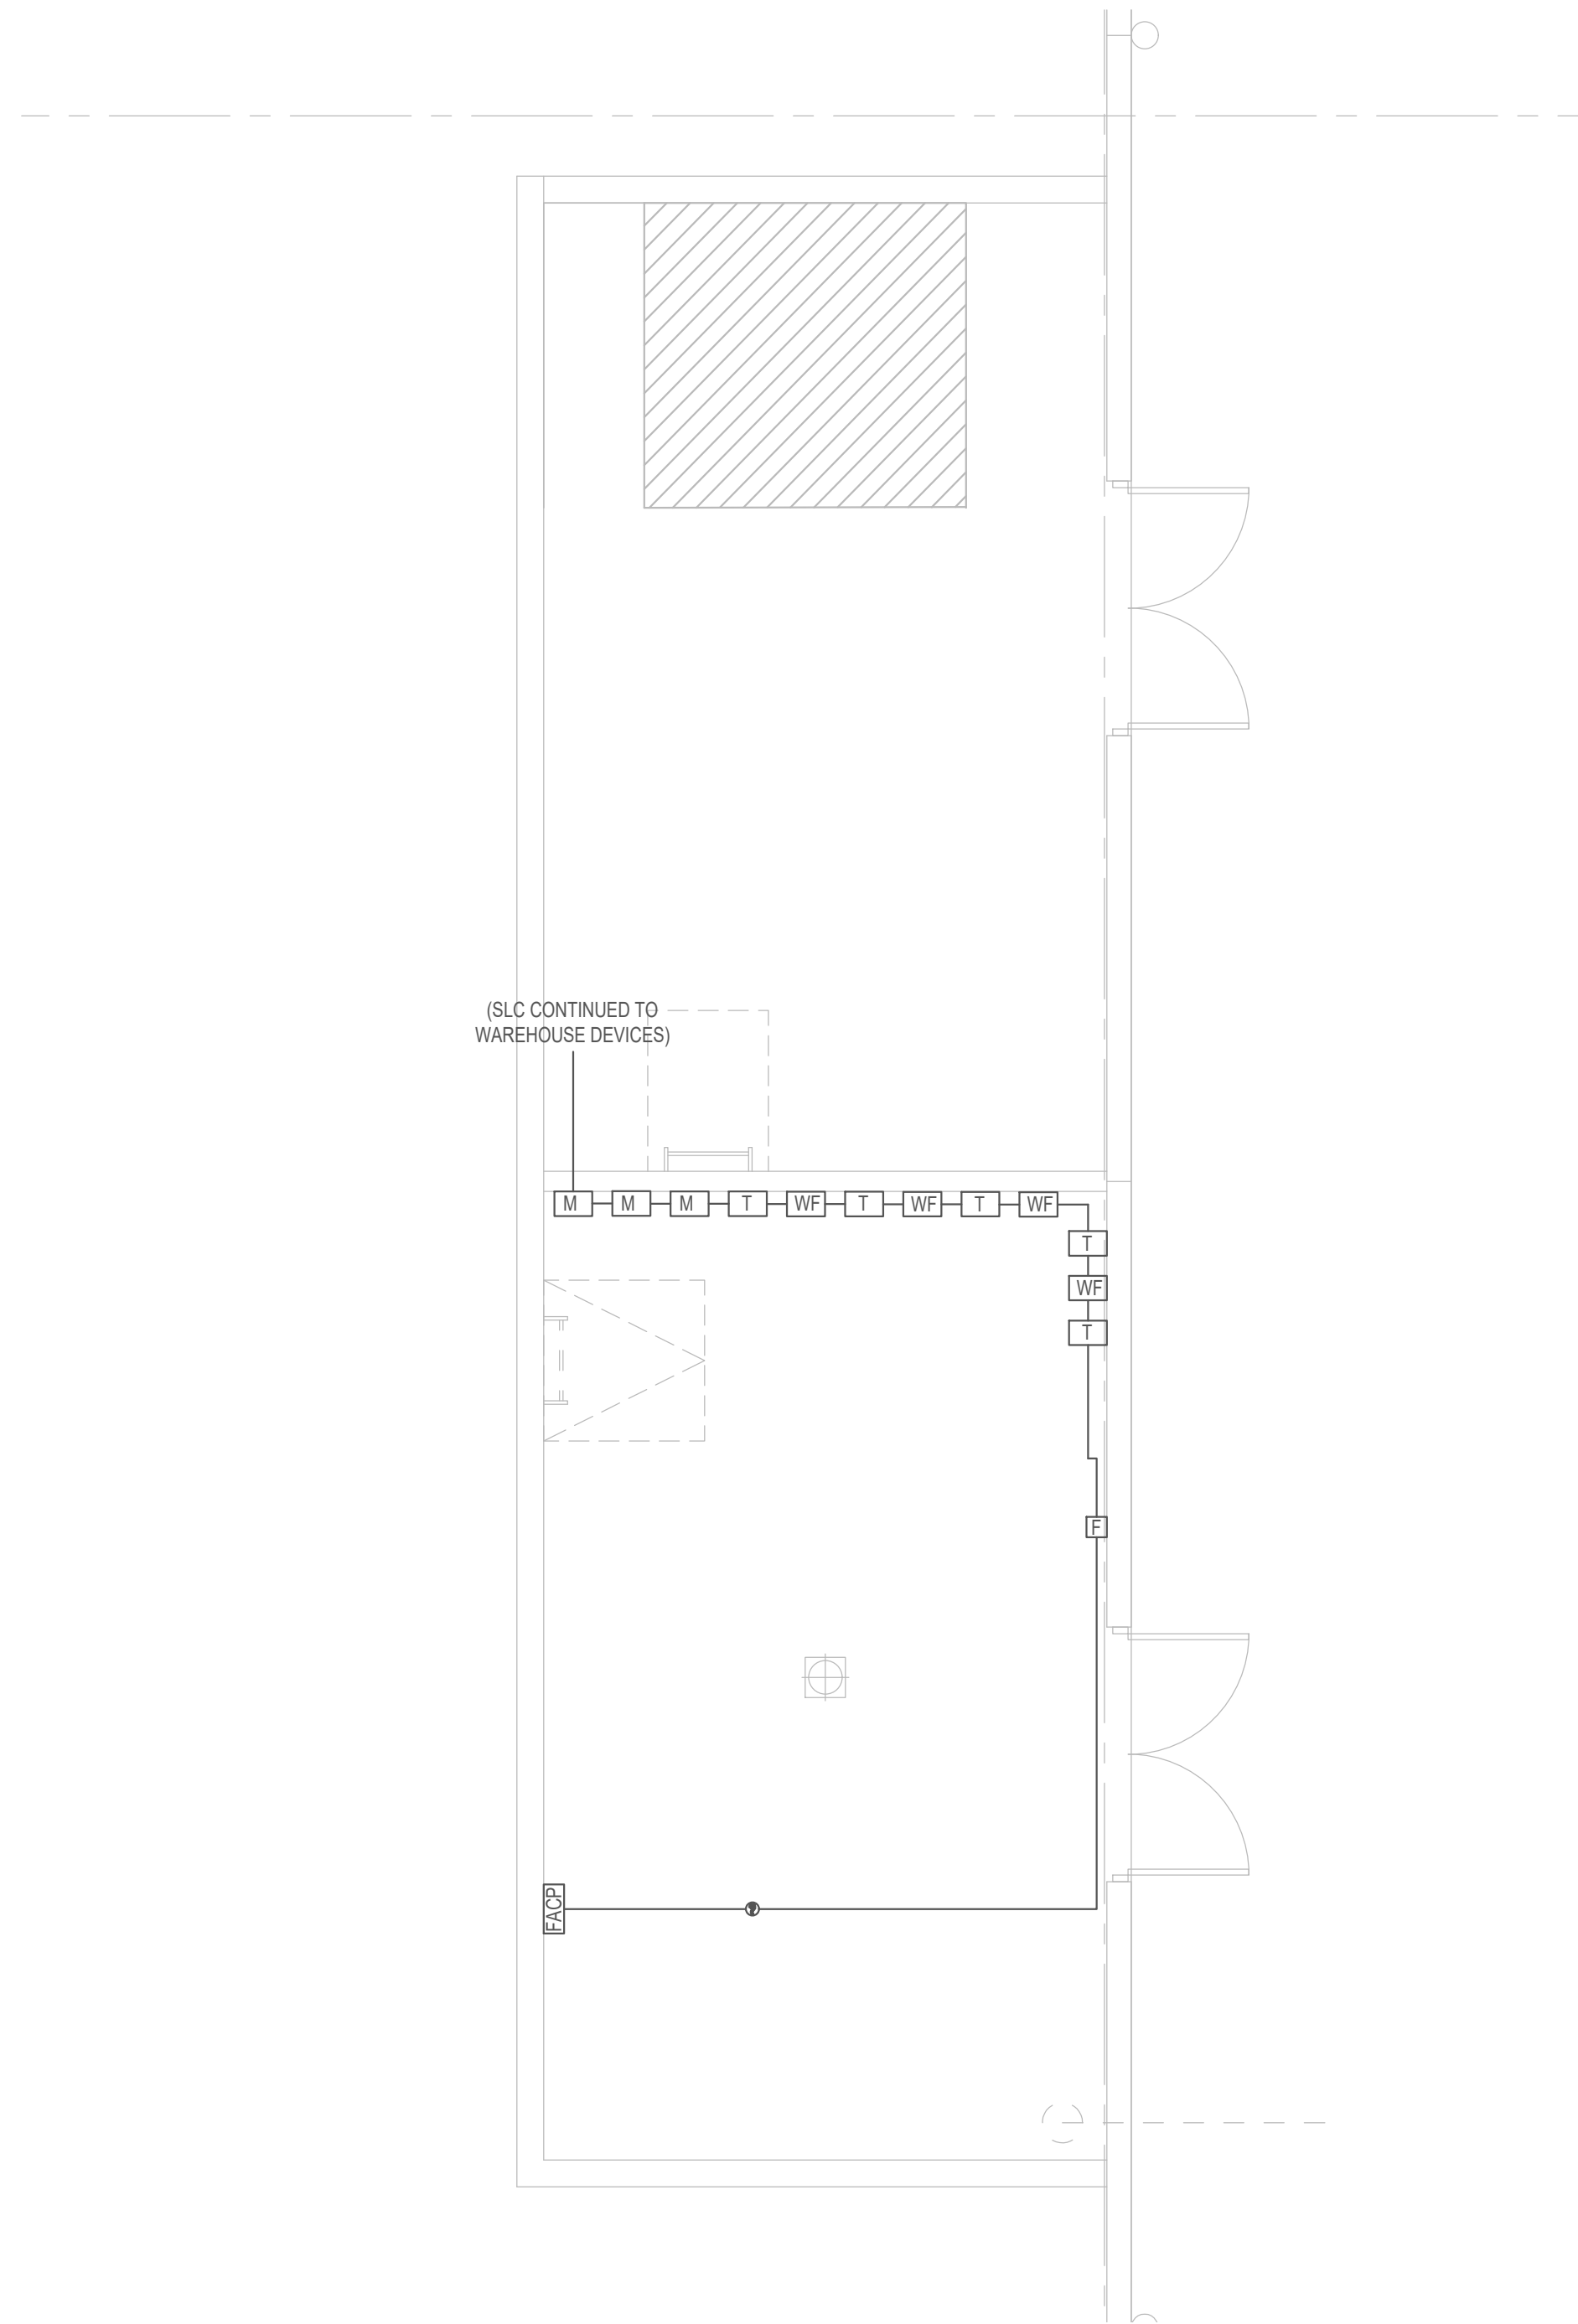 (SLC CONTINUED TO
WAREHOUSE DEVICES)
M M M T WF T WF T WF
T
WF
T
F
FACP